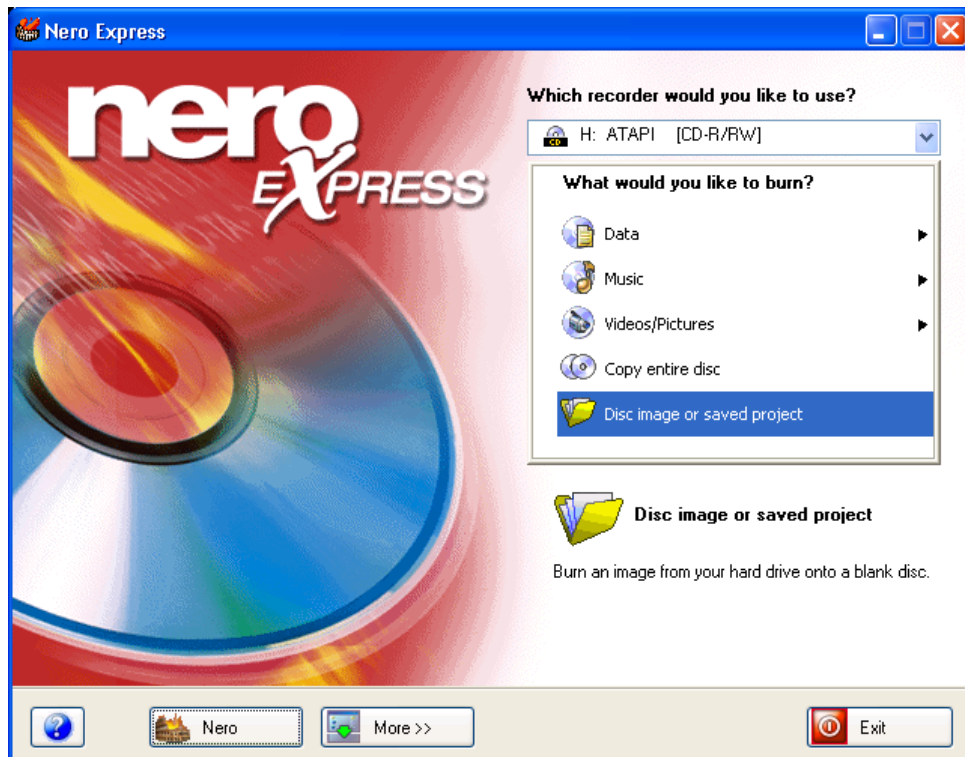 Nero Express
nero
EXPRESS
Which recorder would you like to use?
H: ATAPI [CD-R/RW]
What would you like to burn?
Data
Music
Videos/Pictures
Copy entire disc
Disc image or saved project
Disc image or saved project
Burn an image from your hard drive onto a blank disc.
Nero
More >>
Exit